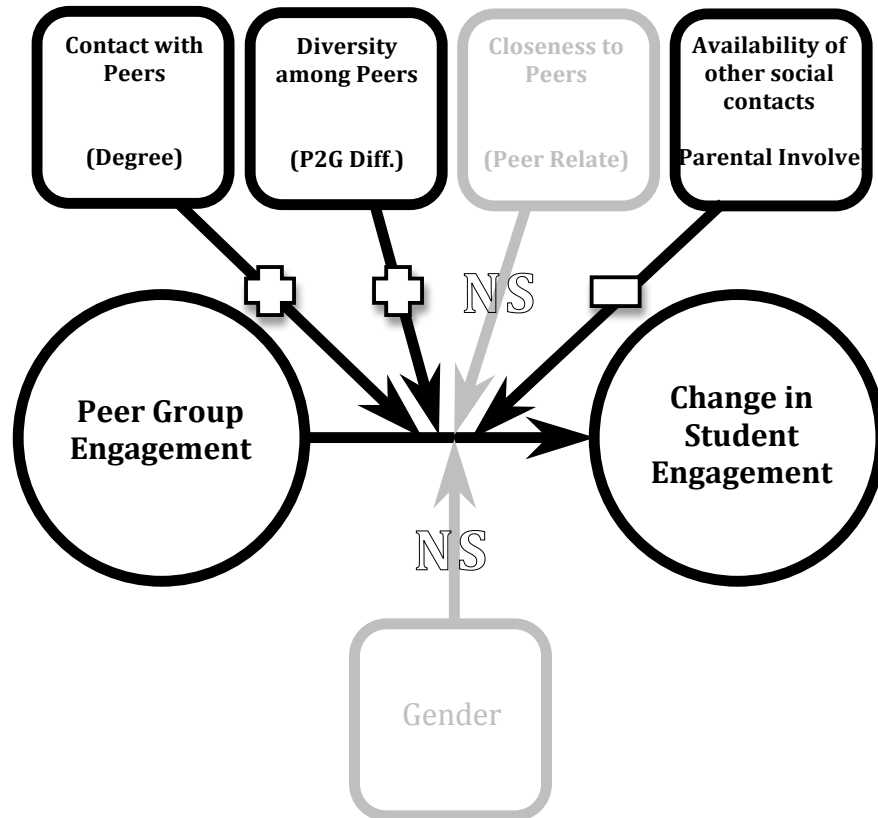 Contact with
Peers
(Degree)
Diversity
among Peers
(P2G Diff.)
Closeness to
Peers
(Peer Relate)
Availability of
other social
contacts
(Parental Involve)
NS
Peer Group
Engagement
Change in
Student
Engagement
NS
Gender